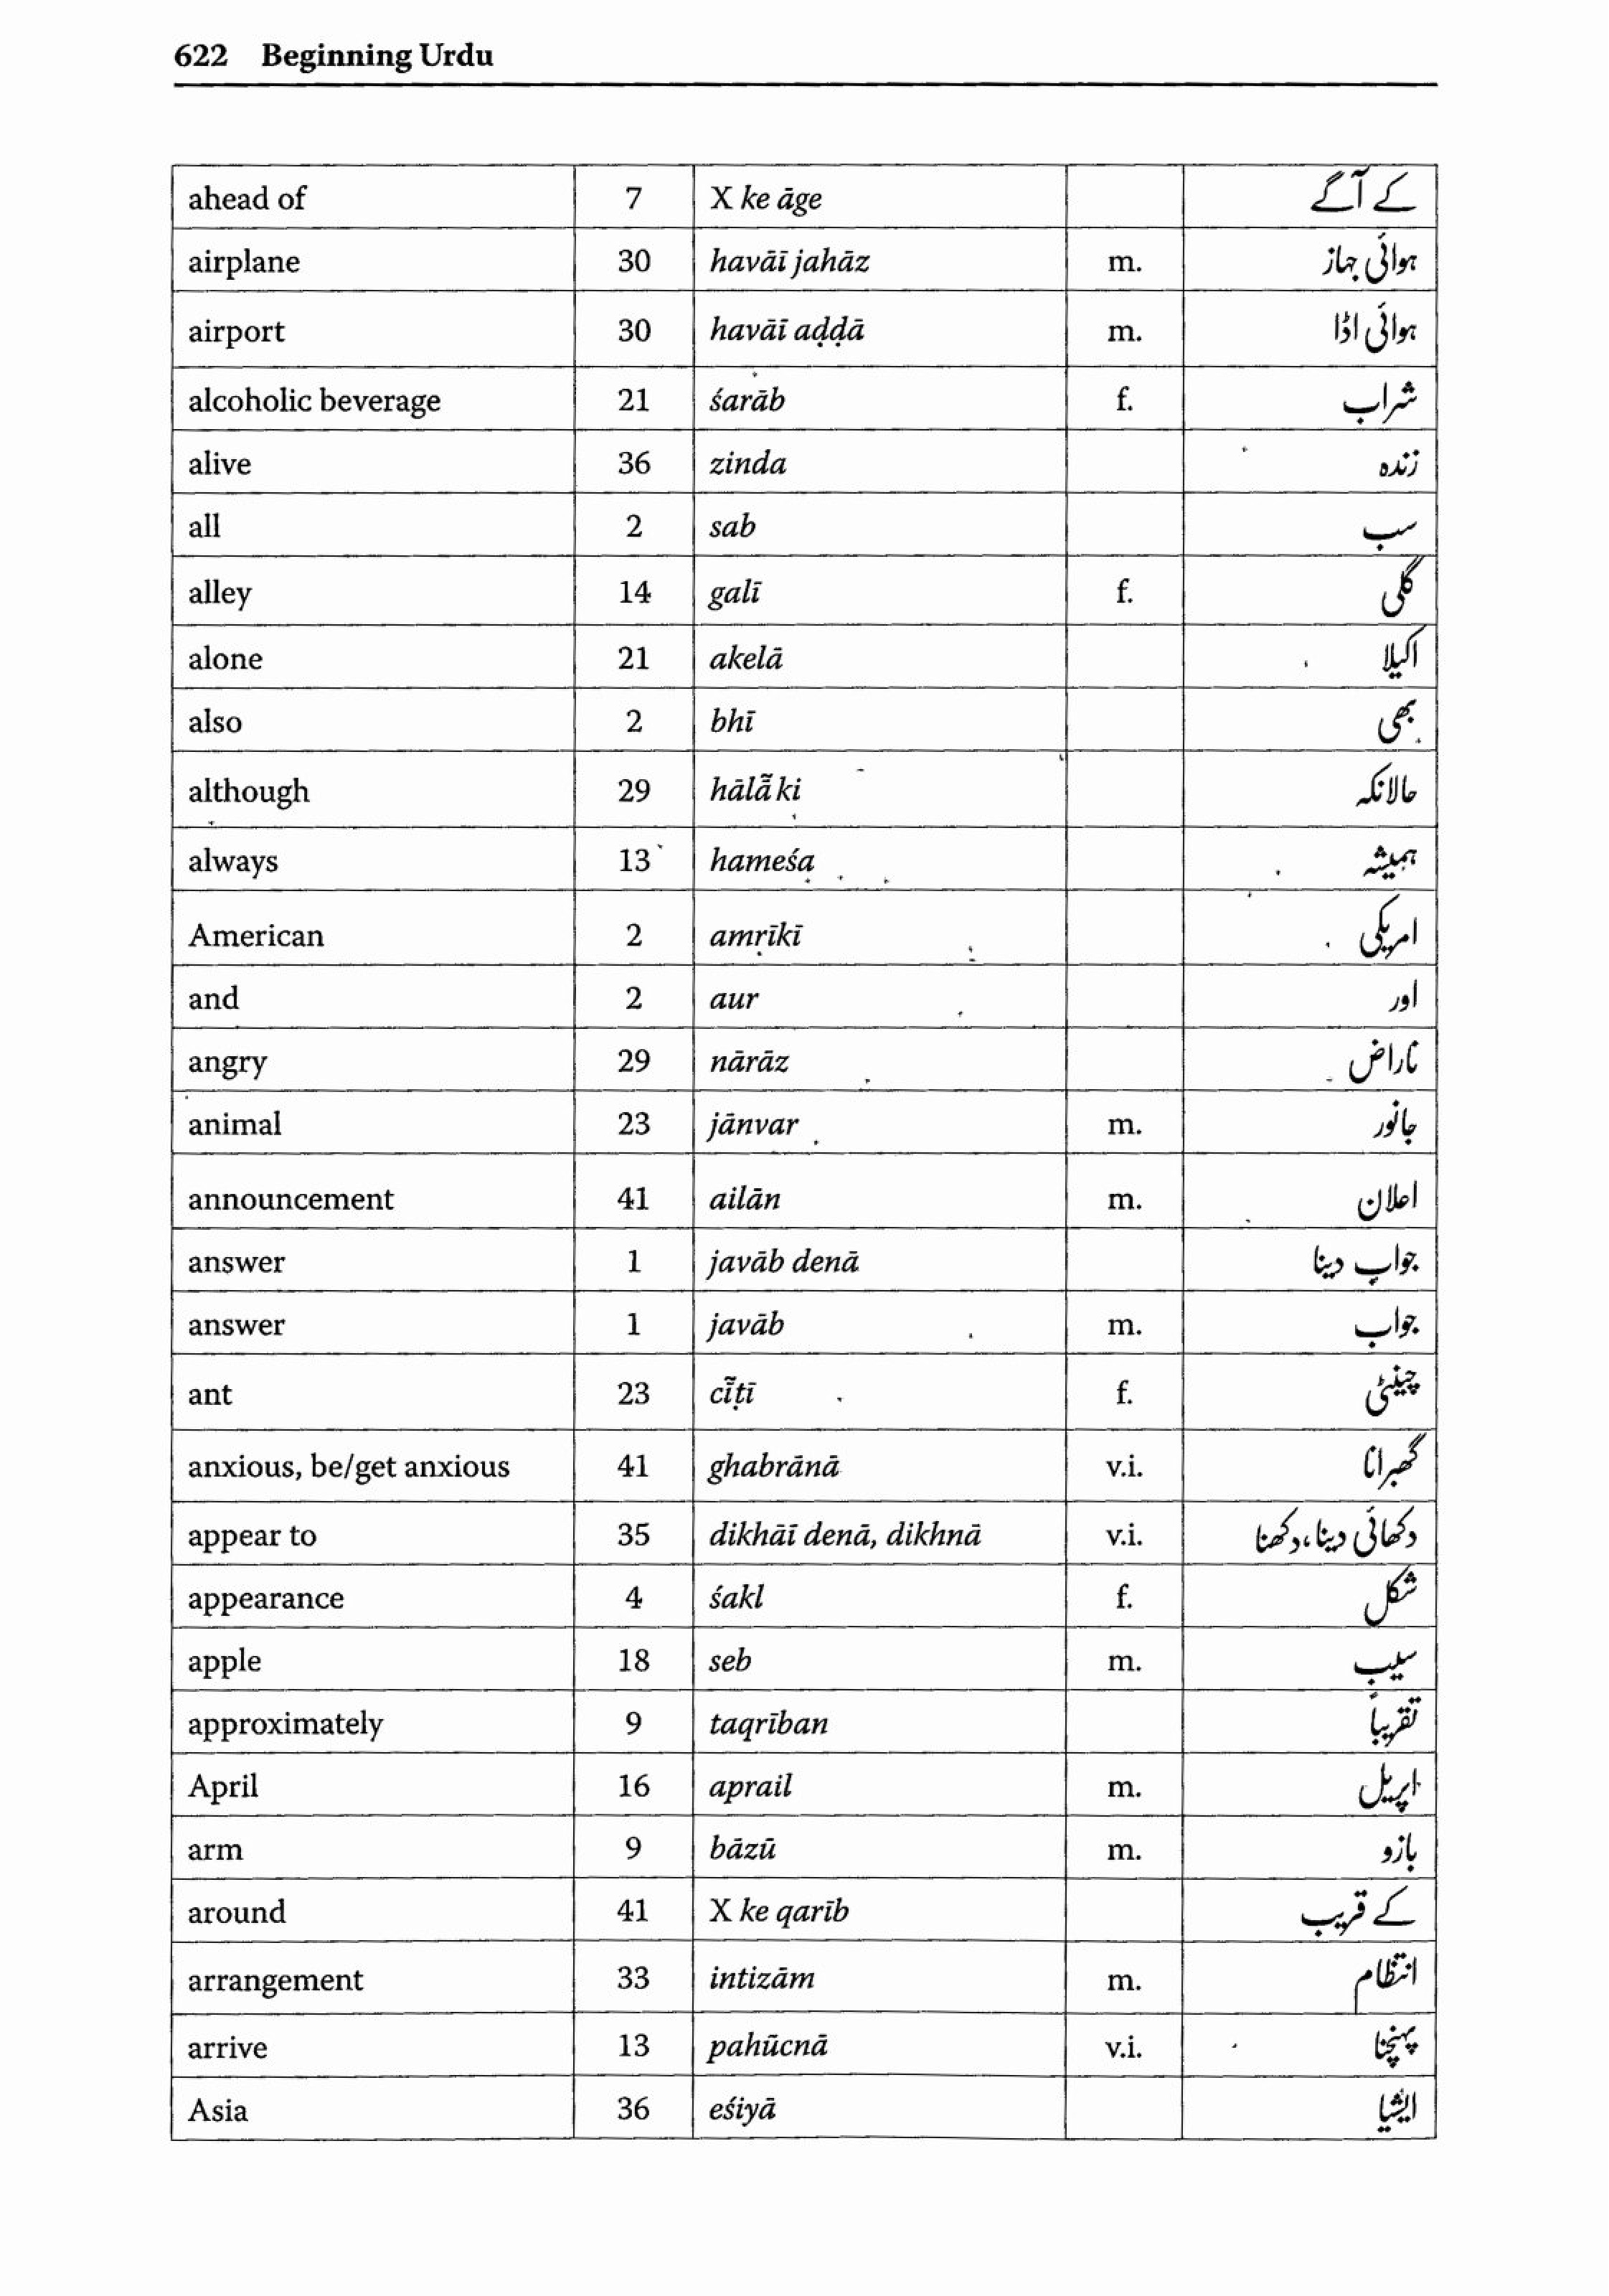 622 Beginning Urdu
ahead of 7 X ke āge کے آگے
airplane 30 havāī jahāz m. ہوائی جہاز
airport 30 havāī aḍḍā m. ہوائی اڈا
alcoholic beverage 21 śarāb f. شراب
alive 36 zinda زندہ
all 2 sab سب
alley 14 galī f. گلی
alone 21 akelā اکیلا
also 2 bhī بھی
although 29 hālā̃ ki حالانکہ
always 13 hameśa ہمیشہ
American 2 amrīkī امریکی
and 2 aur اور
angry 29 nārāz ناراض
animal 23 jānvar m. جانور
announcement 41 ailān m. اعلان
answer 1 javāb denā جواب دینا
answer 1 javāb m. جواب
ant 23 cī̃ṭī f. چینٹی
anxious, be/get anxious 41 ghabrānā v.i. گھبرانا
appear to 35 dikhāī denā, dikhnā v.i. دکھائی دینا، دکھنا
appearance 4 śakl f. شکل
apple 18 seb m. سیب
approximately 9 taqrīban تقریباً
April 16 aprail m. اپریل
arm 9 bāzū m. بازو
around 41 X ke qarīb کے قریب
arrangement 33 intizām m. انتظام
arrive 13 pahũcnā v.i. پہنچنا
Asia 36 eśiyā ایشیا